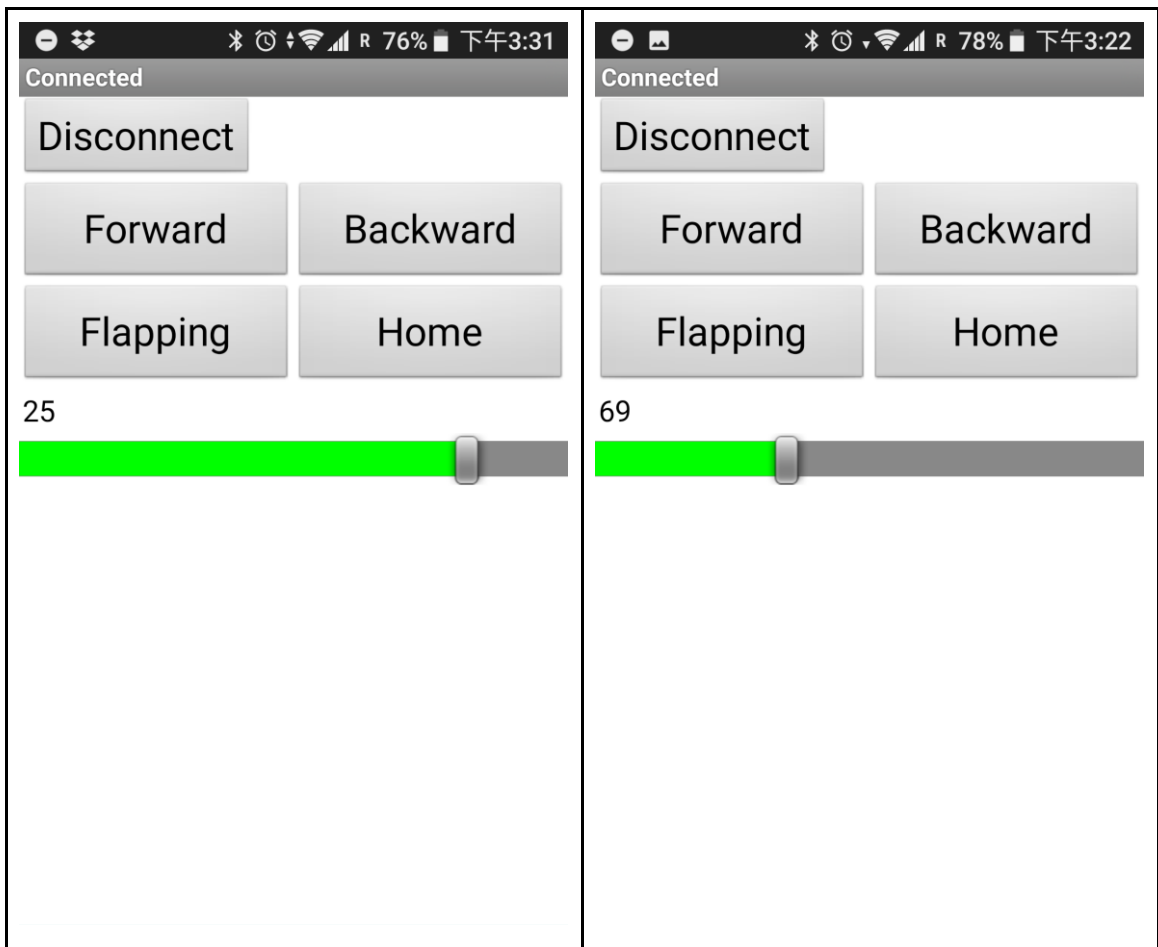 R 76% 下午3:31
Connected
Disconnect
Forward Backward
Flapping Home
25
R 78% 下午3:22
Connected
Disconnect
Forward Backward
Flapping Home
69